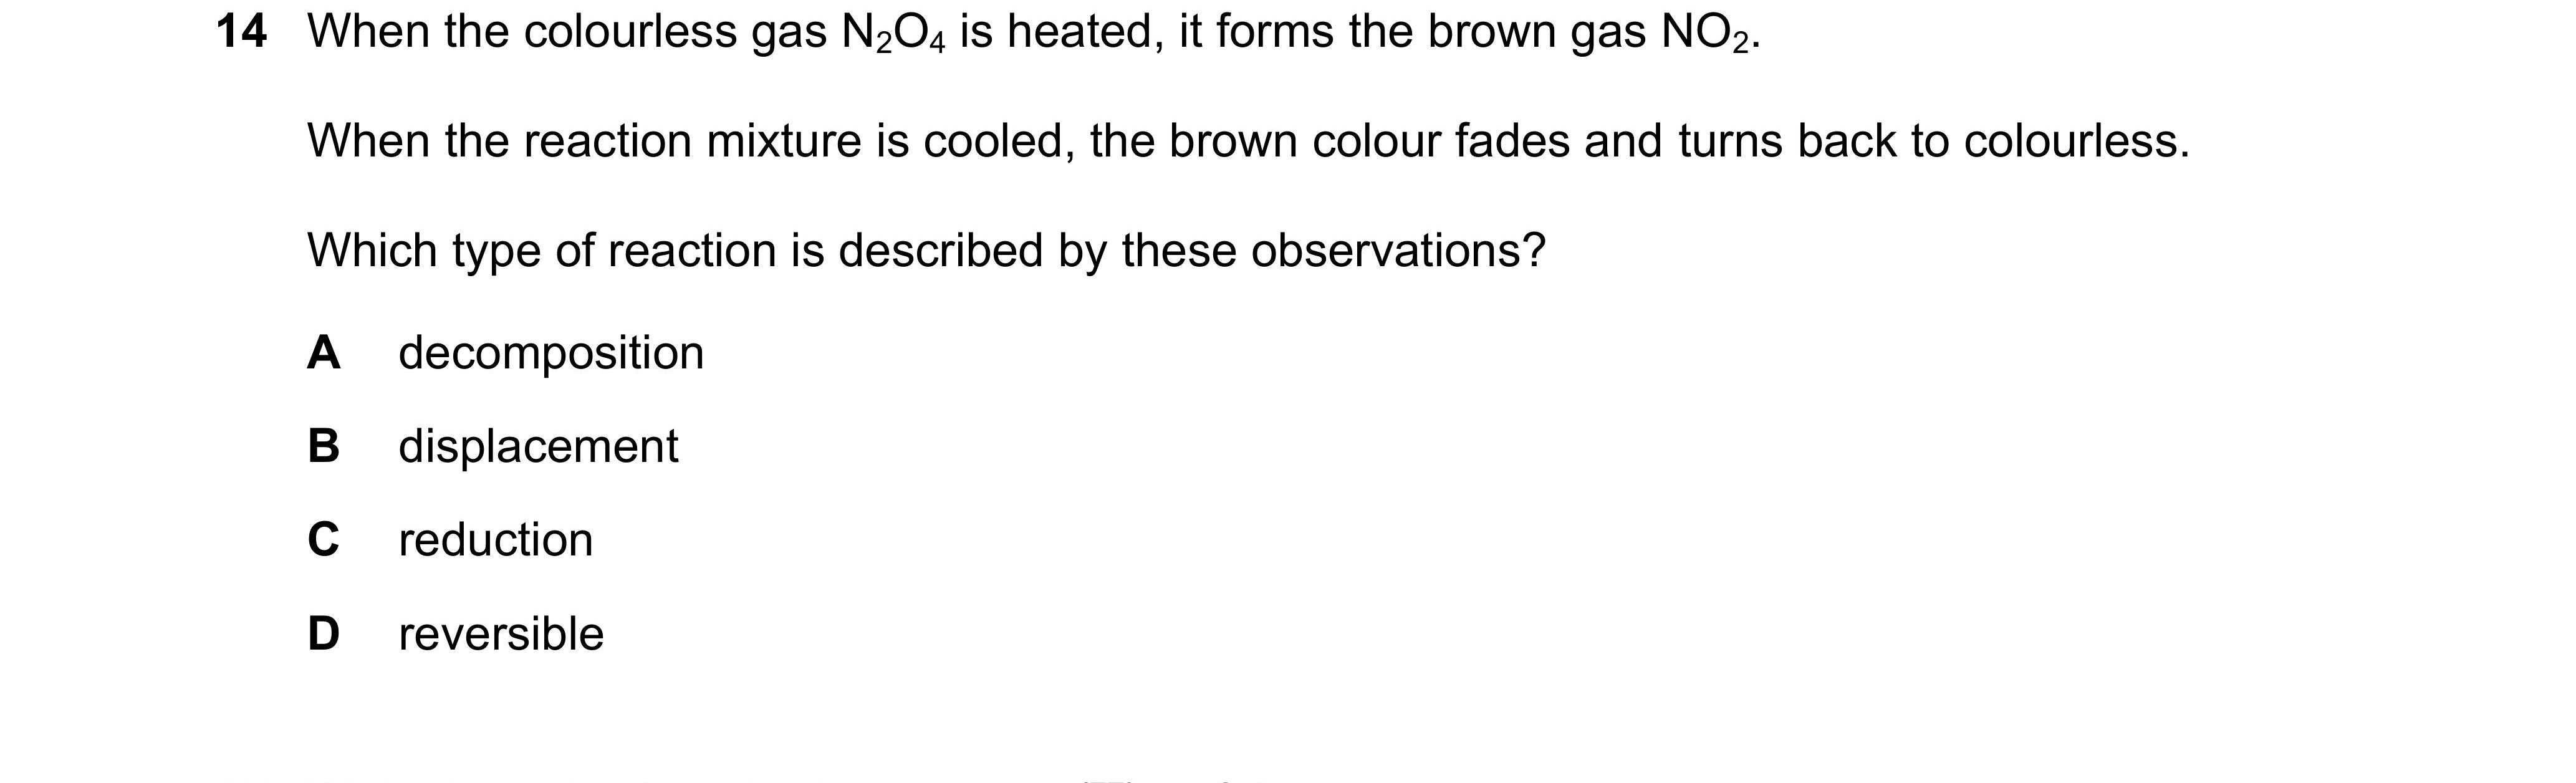 14 When the colourless gas N₂O₄ is heated, it forms the brown gas NO₂.
When the reaction mixture is cooled, the brown colour fades and turns back to colourless.
Which type of reaction is described by these observations?
A decomposition
B displacement
C reduction
D reversible